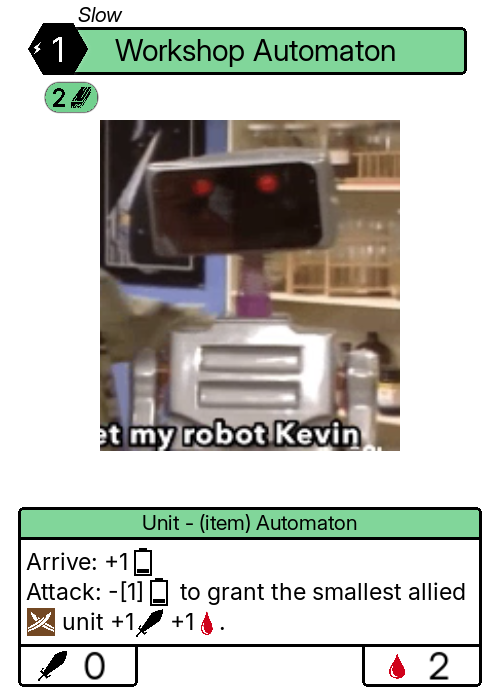 Slow
1 Workshop Automaton
2
et my robot Kevin
Unit - (item) Automaton
Arrive: +1
Attack: -[1] to grant the smallest allied
unit +1 +1 .
0 2